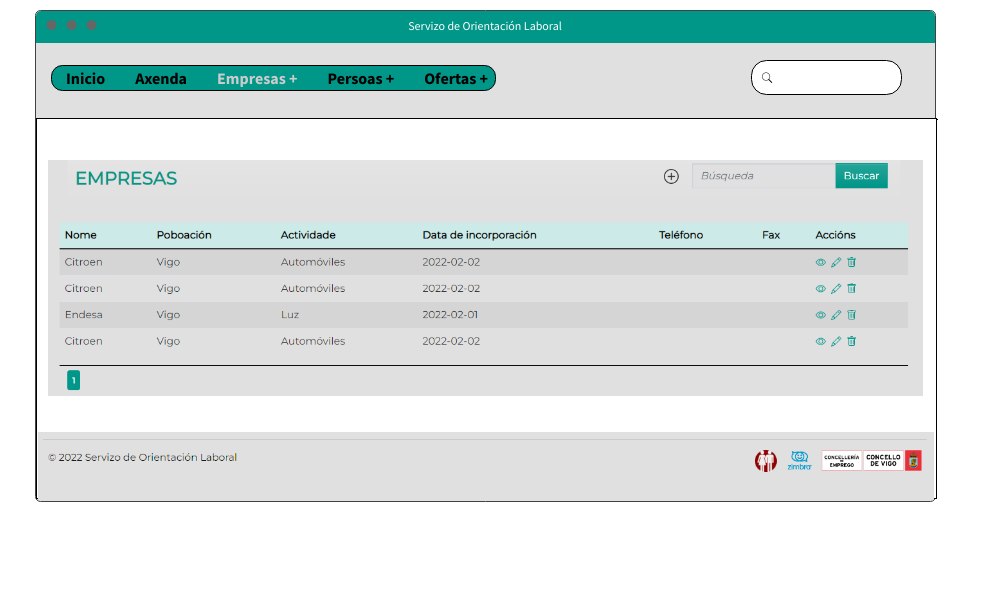 Servizo de Orientación Laboral
Inicio Axenda Empresas + Persoas + Ofertas +
EMPRESAS Búsqueda Buscar
Nome Poboación Actividade Data de incorporación Teléfono Fax Accións
Citroen Vigo Automóviles 2022-02-02
Citroen Vigo Automóviles 2022-02-02
Endesa Vigo Luz 2022-02-01
Citroen Vigo Automóviles 2022-02-02
1
© 2022 Servizo de Orientación Laboral
zimbra
CONCELLERÍA DE EMPREGO
CONCELLO DE VIGO